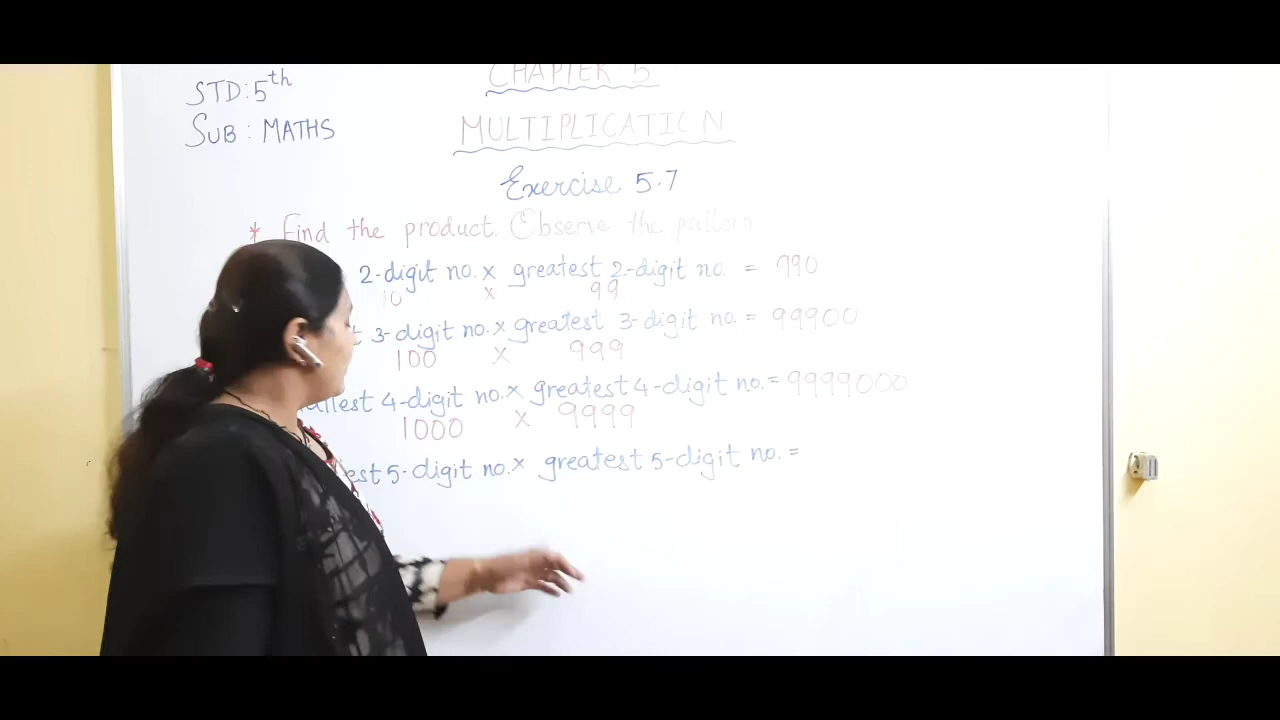 CHAPTER 5
STD: 5th
SUB: MATHS
MULTIPLICATION
Exercise 5.7
* Find the product. Observe the pattern
2-digit no. × greatest 2-digit no. = 990
10 × 99
3-digit no. × greatest 3-digit no. = 99900
100 × 999
4-digit no. × greatest 4-digit no. = 9999000
1000 × 9999
5-digit no. × greatest 5-digit no. =